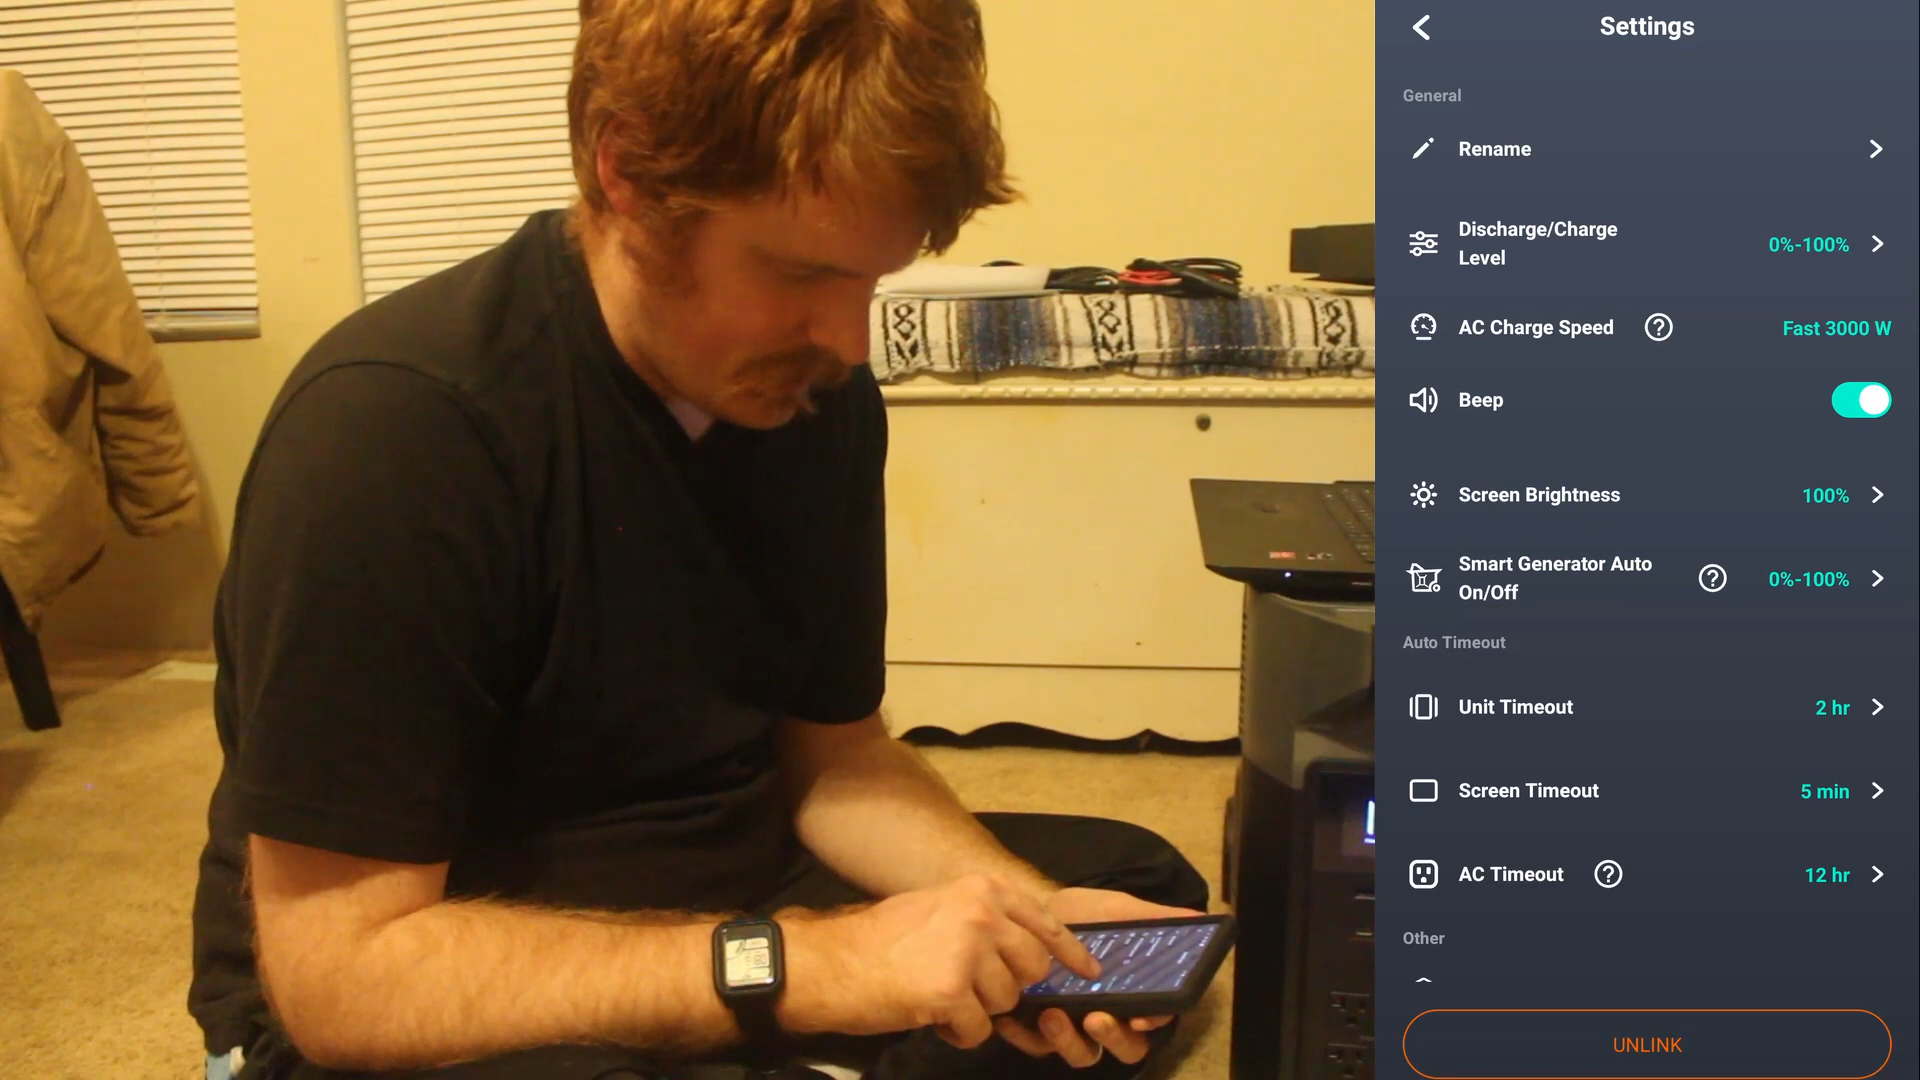 Settings
General
Rename
Discharge/Charge
Level
0%-100%
AC Charge Speed
Fast 3000 W
Beep
Screen Brightness
100%
Smart Generator Auto
On/Off
0%-100%
Auto Timeout
Unit Timeout
2 hr
Screen Timeout
5 min
AC Timeout
12 hr
Other
UNLINK